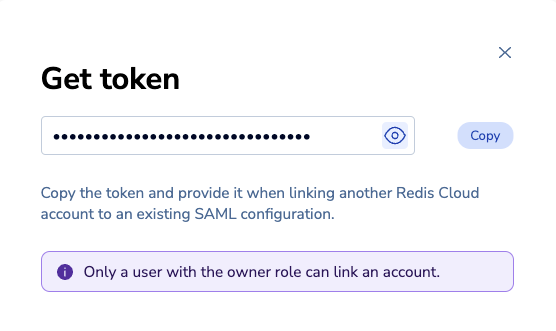 Get token
••••••••••••••••••••••••••••••••
Copy
Copy the token and provide it when linking another Redis Cloud
account to an existing SAML configuration.
Only a user with the owner role can link an account.